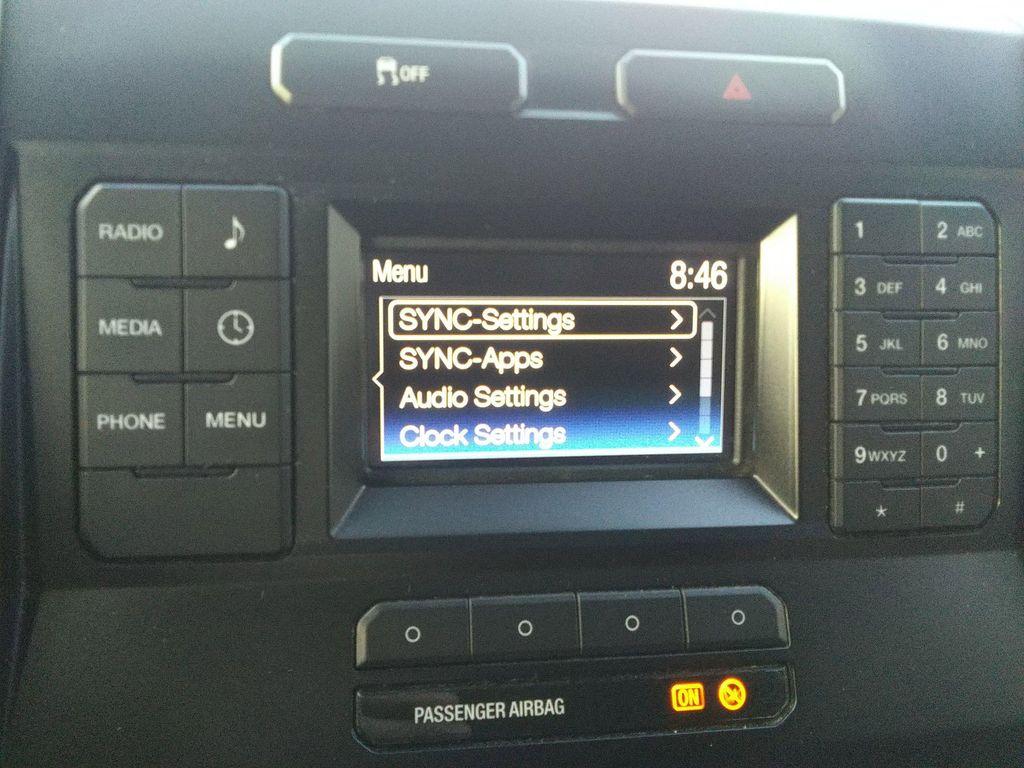 OFF
RADIO
MEDIA
PHONE MENU
Menu 8:46
SYNC-Settings
SYNC-Apps
Audio Settings
Clock Settings
1 2 ABC
3 DEF 4 GHI
5 JKL 6 MNO
7 PQRS 8 TUV
9 WXYZ 0 +
* #
PASSENGER AIRBAG ON